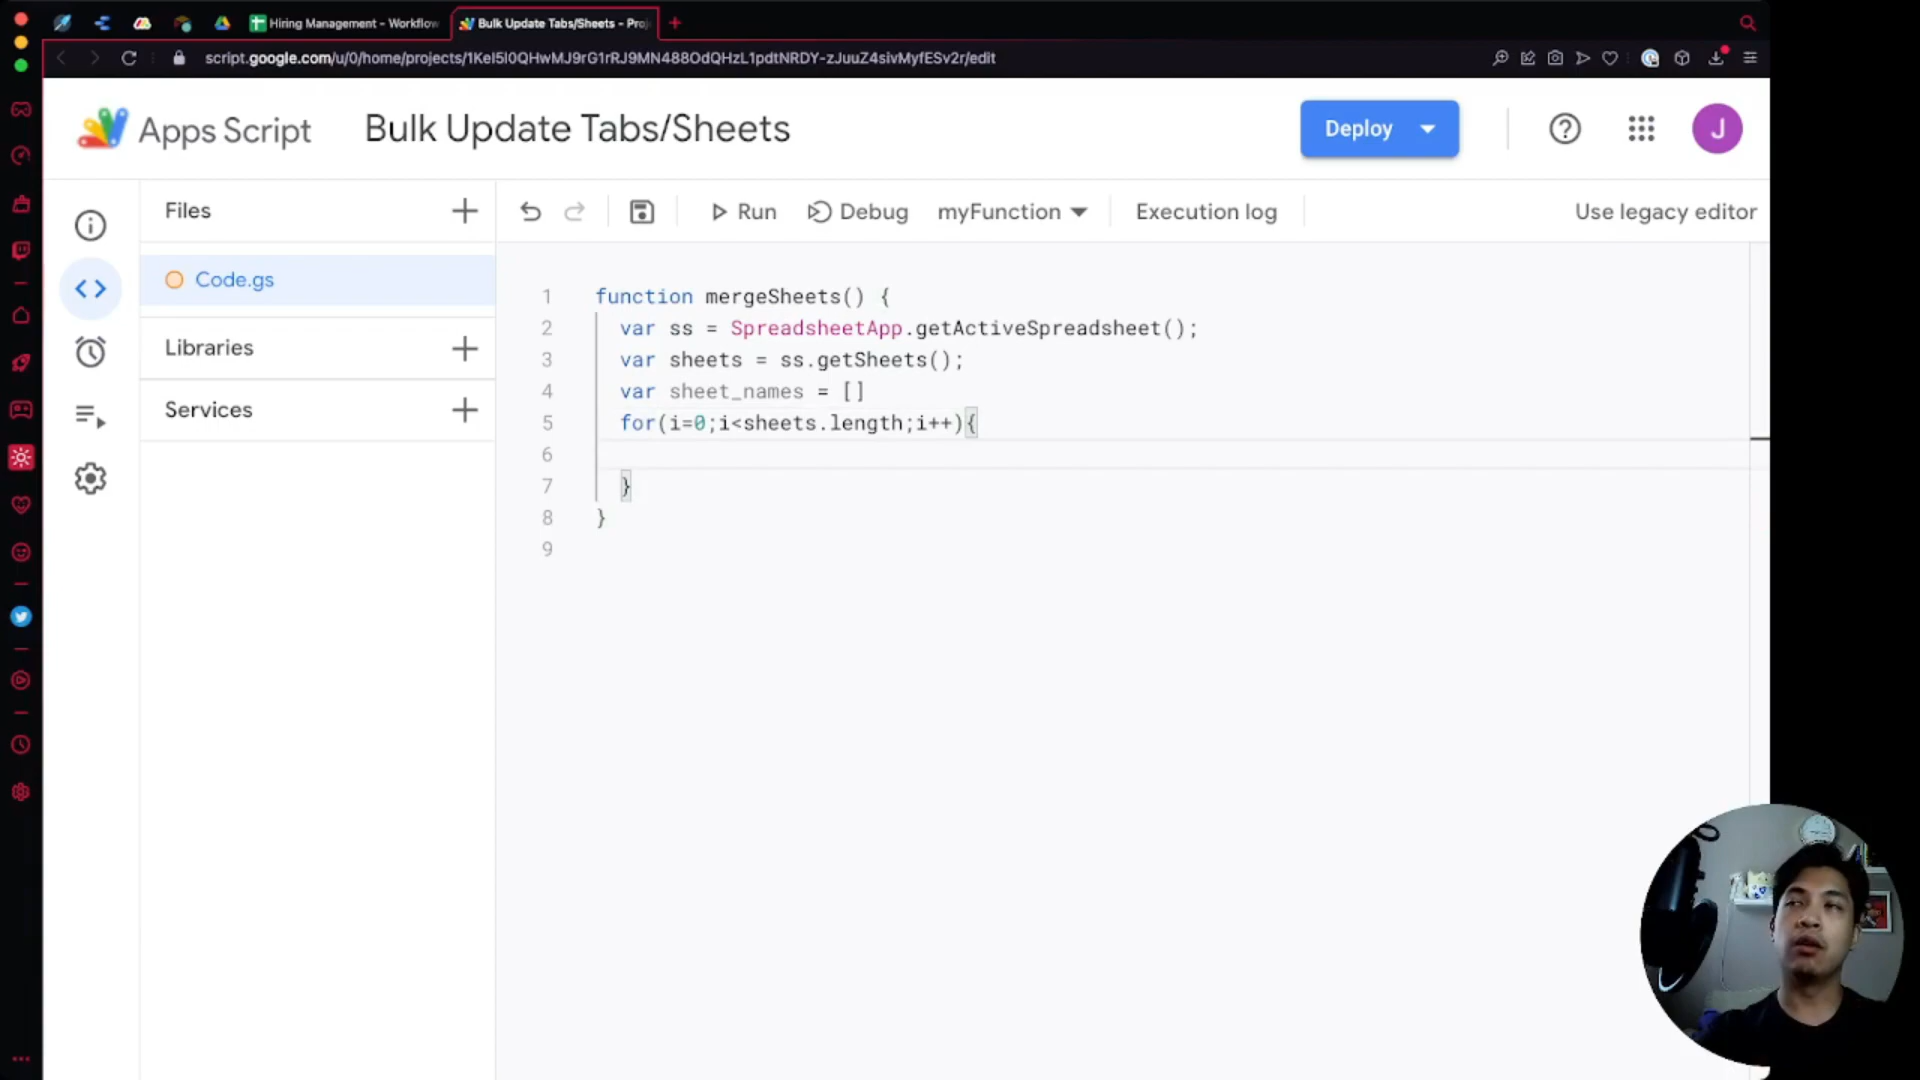 Hiring Management - Workflow
Bulk Update Tabs/Sheets - Proj
script.google.com/u/0/home/projects/1KeI5l0QHwMJ9rG1rRJ9MN488OdQHzL1pdtNRDY-zJuuZ4sivMyfESv2r/edit
Apps Script
Bulk Update Tabs/Sheets
Deploy
J
Files
Run
Debug
myFunction
Execution log
Use legacy editor
Code.gs
Libraries
Services
1 function mergeSheets() {
2 var ss = SpreadsheetApp.getActiveSpreadsheet();
3 var sheets = ss.getSheets();
4 var sheet_names = []
5 for(i=0;i<sheets.length;i++){
6
7 }
8 }
9